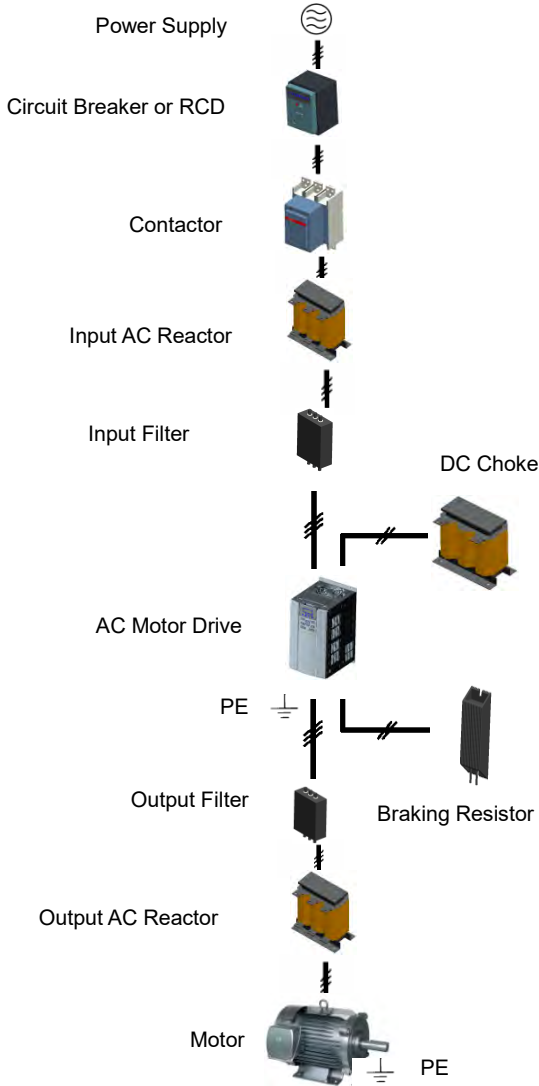 Power Supply
Circuit Breaker or RCD
Contactor
Input AC Reactor
Input Filter
DC Choke
AC Motor Drive
PE
Output Filter
Braking Resistor
Output AC Reactor
Motor
PE